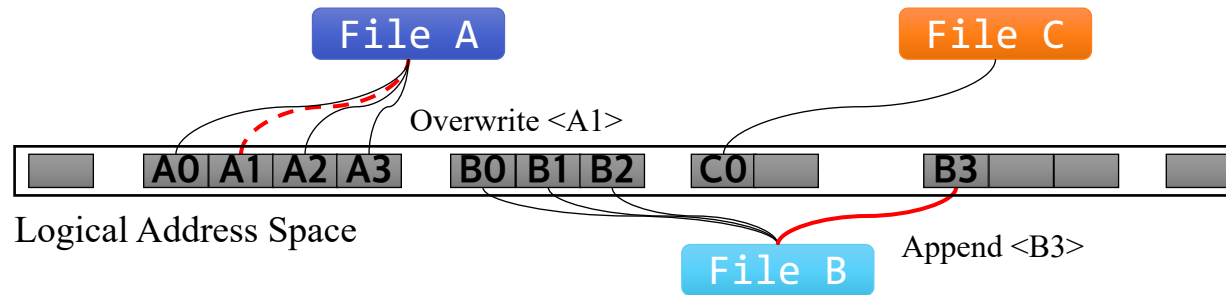 File A
File C
Overwrite <A1>
A0 A1 A2 A3 B0 B1 B2 C0 B3
Logical Address Space
Append <B3>
File B